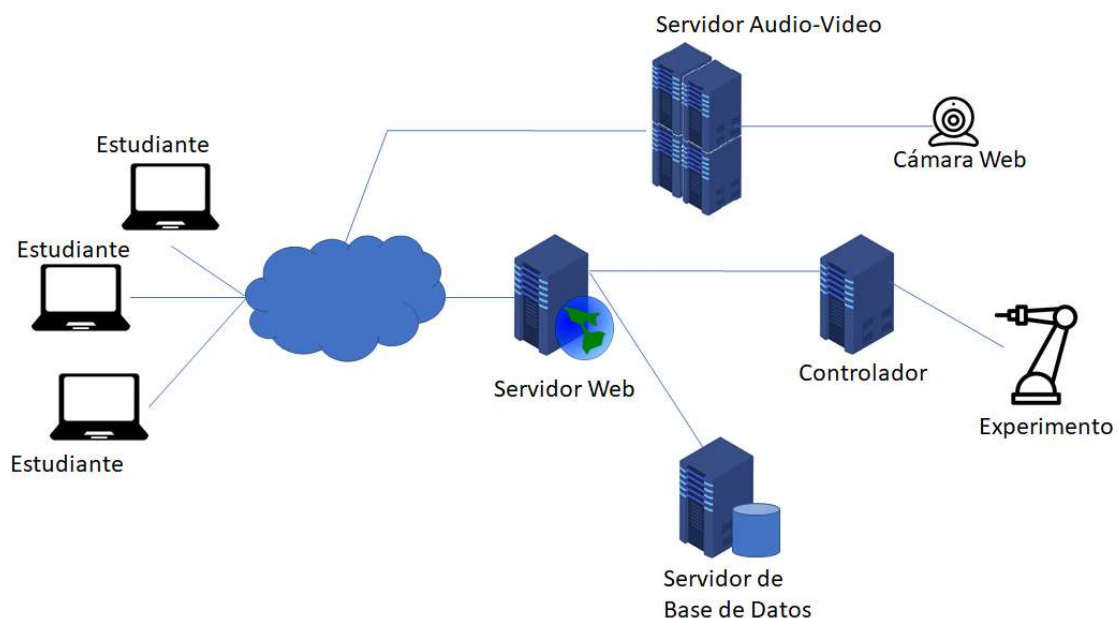 Servidor Audio-Video
Estudiante
Cámara Web
Estudiante
Servidor Web
Controlador
Experimento
Estudiante
Servidor de
Base de Datos